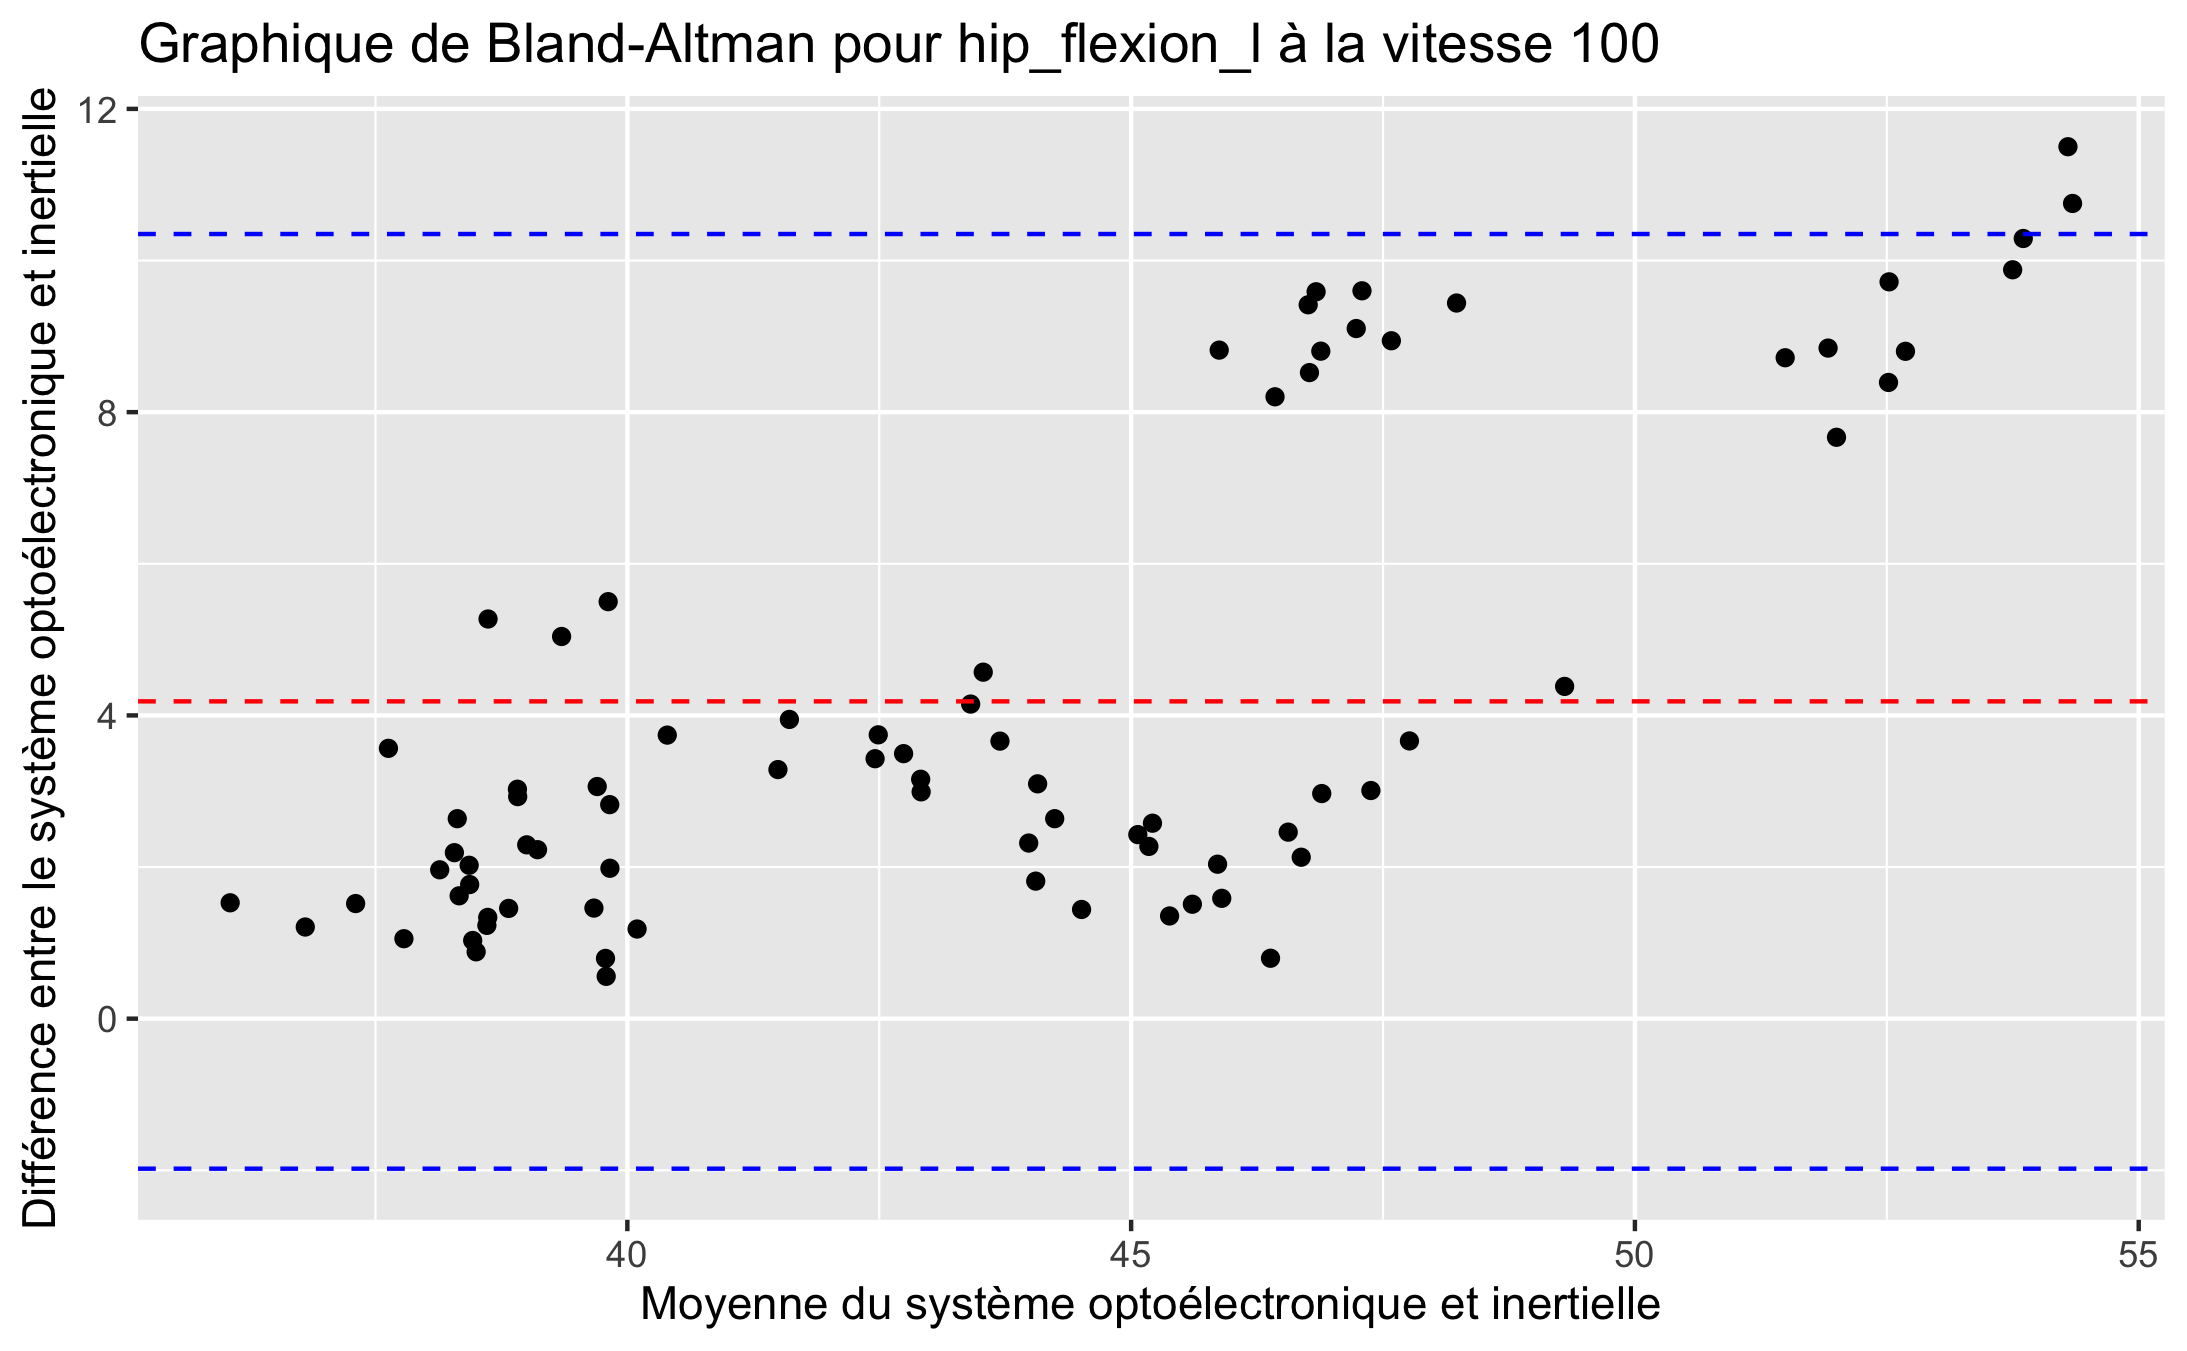 Graphique de Bland-Altman pour hip_flexion_l à la vitesse 100
Différence entre le système optoélectronique et inertielle
12
8
4
0
40 45 50 55
Moyenne du système optoélectronique et inertielle